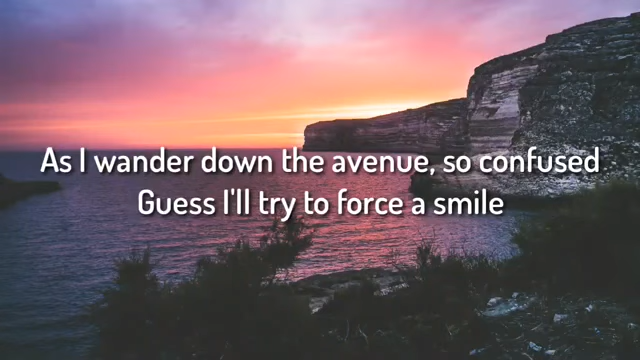 As I wander down the avenue, so confused
Guess I'll try to force a smile